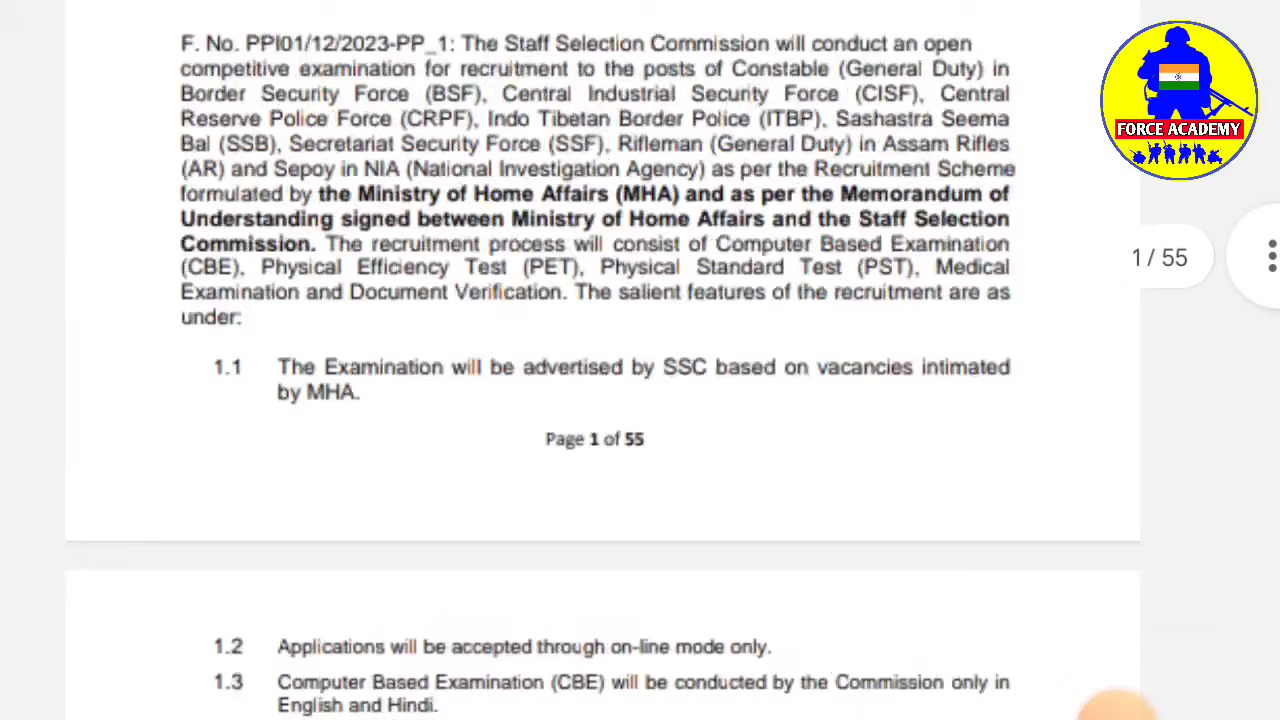 F. No. PPI01/12/2023-PP_1: The Staff Selection Commission will conduct an open
competitive examination for recruitment to the posts of Constable (General Duty) in
Border Security Force (BSF), Central Industrial Security Force (CISF), Central
Reserve Police Force (CRPF), Indo Tibetan Border Police (ITBP), Sashastra Seema
Bal (SSB), Secretariat Security Force (SSF), Rifleman (General Duty) in Assam Rifles
(AR) and Sepoy in NIA (National Investigation Agency) as per the Recruitment Scheme
formulated by the Ministry of Home Affairs (MHA) and as per the Memorandum of
Understanding signed between Ministry of Home Affairs and the Staff Selection
Commission. The recruitment process will consist of Computer Based Examination
(CBE), Physical Efficiency Test (PET), Physical Standard Test (PST), Medical
Examination and Document Verification. The salient features of the recruitment are as
under:
1.1 The Examination will be advertised by SSC based on vacancies intimated
by MHA.
Page 1 of 55
1.2 Applications will be accepted through on-line mode only.
1.3 Computer Based Examination (CBE) will be conducted by the Commission only in
English and Hindi.
FORCE ACADEMY
1 / 55